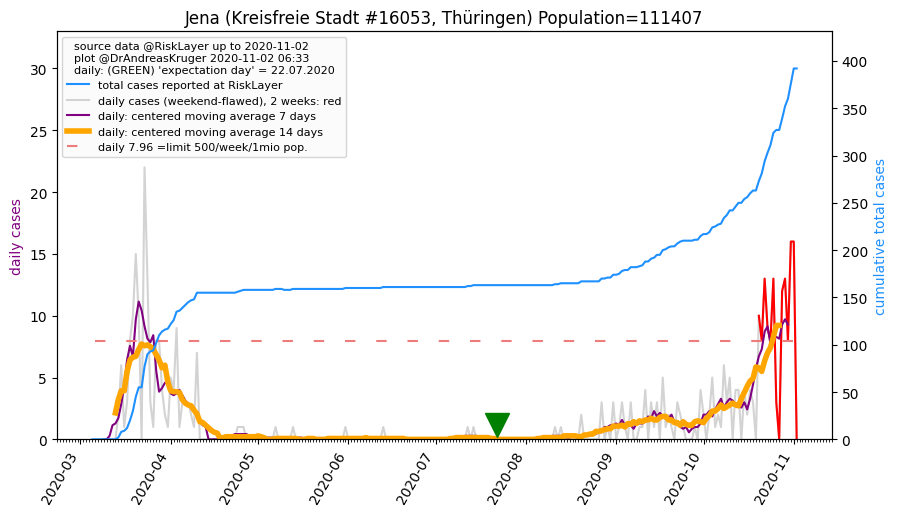 Jena (Kreisfreie Stadt #16053, Thüringen) Population=111407
source data @RiskLayer up to 2020-11-02
plot @DrAndreasKruger 2020-11-02 06:33
daily: (GREEN) 'expectation day' = 22.07.2020
total cases reported at RiskLayer
daily cases (weekend-flawed), 2 weeks: red
daily: centered moving average 7 days
daily: centered moving average 14 days
daily 7.96 =limit 500/week/1mio pop.
daily cases
30
25
20
15
10
5
0
400
350
300
250
200
150
100
50
0
cumulative total cases
2020-03
2020-04
2020-05
2020-06
2020-07
2020-08
2020-09
2020-10
2020-11